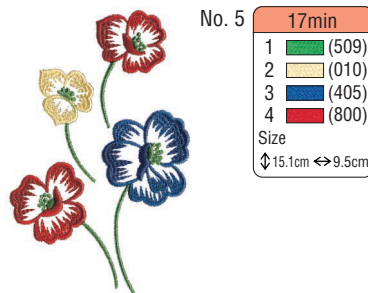 No. 5
17min
1 (509)
2 (010)
3 (405)
4 (800)
Size
↕15.1cm ↔9.5cm